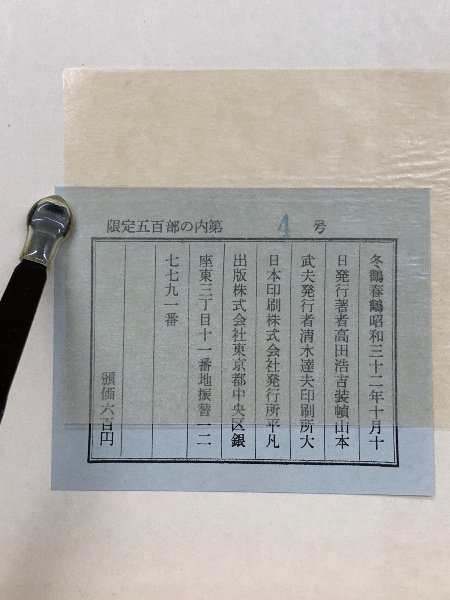 限定五百部の内第 4 号
冬鶴春鶴昭和三十二年十月十
日発行著者高田浩吉装幀山本
武夫発行者清水達夫印刷所大
日本印刷株式会社発行所平凡
出版株式会社東京都中央区銀
座東三丁目十一番地振替一二
七七九一番
頒価六百円